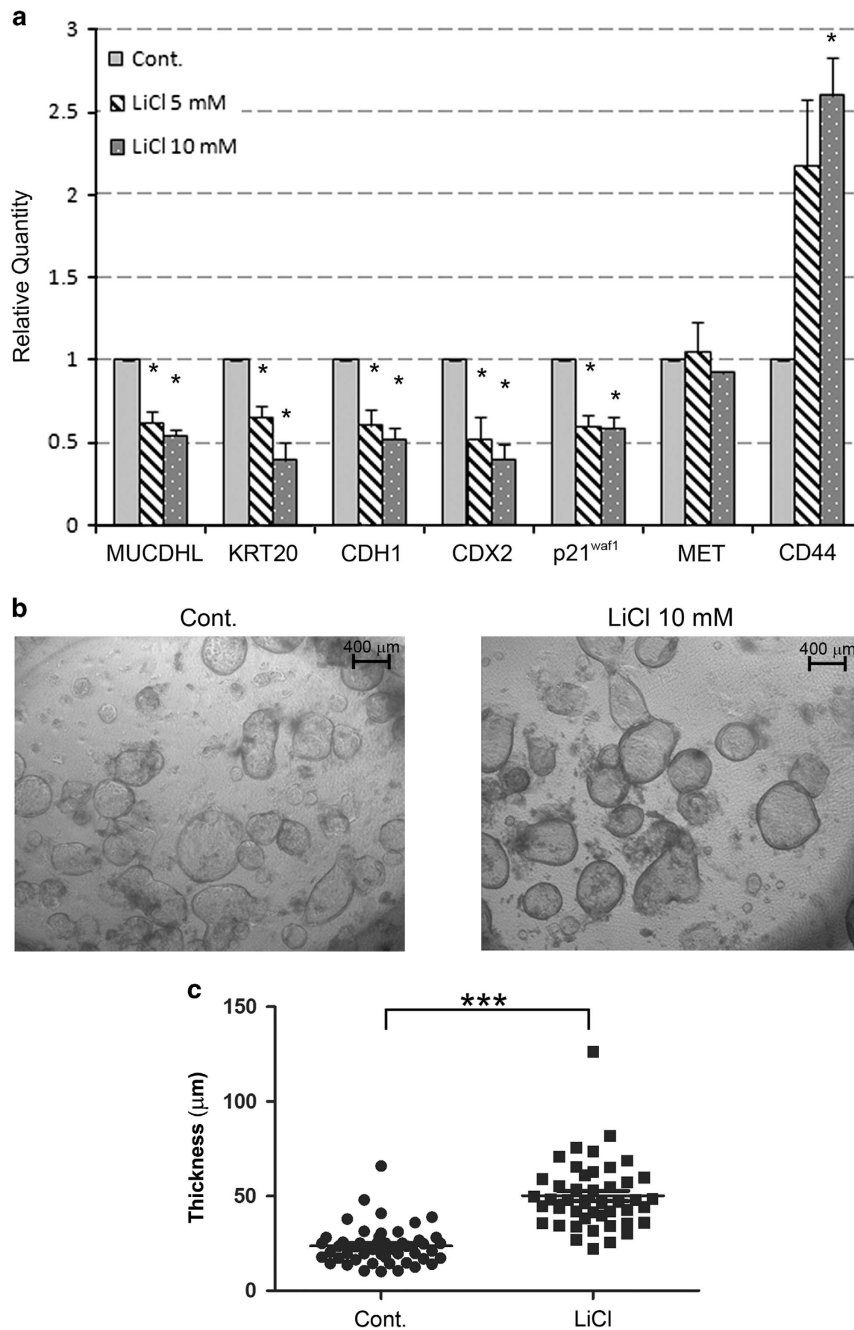 a
3
2.5
2
1.5
1
0.5
0
Relative Quantity
Cont.
LiCl 5 mM
LiCl 10 mM
* * * * * * * * * * *
MUCDHL KRT20 CDH1 CDX2 p21waf1 MET CD44
b
Cont. LiCl 10 mM
400 µm 400 µm
c
150
100
50
0
Thickness (µm)
***
Cont. LiCl